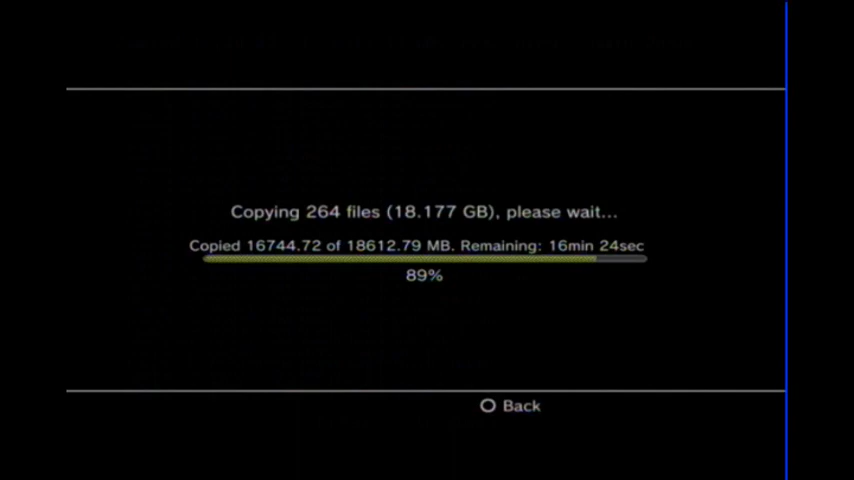 Copying 264 files (18.177 GB), please wait...
Copied 16744.72 of 18612.79 MB. Remaining: 16min 24sec
89%
Back